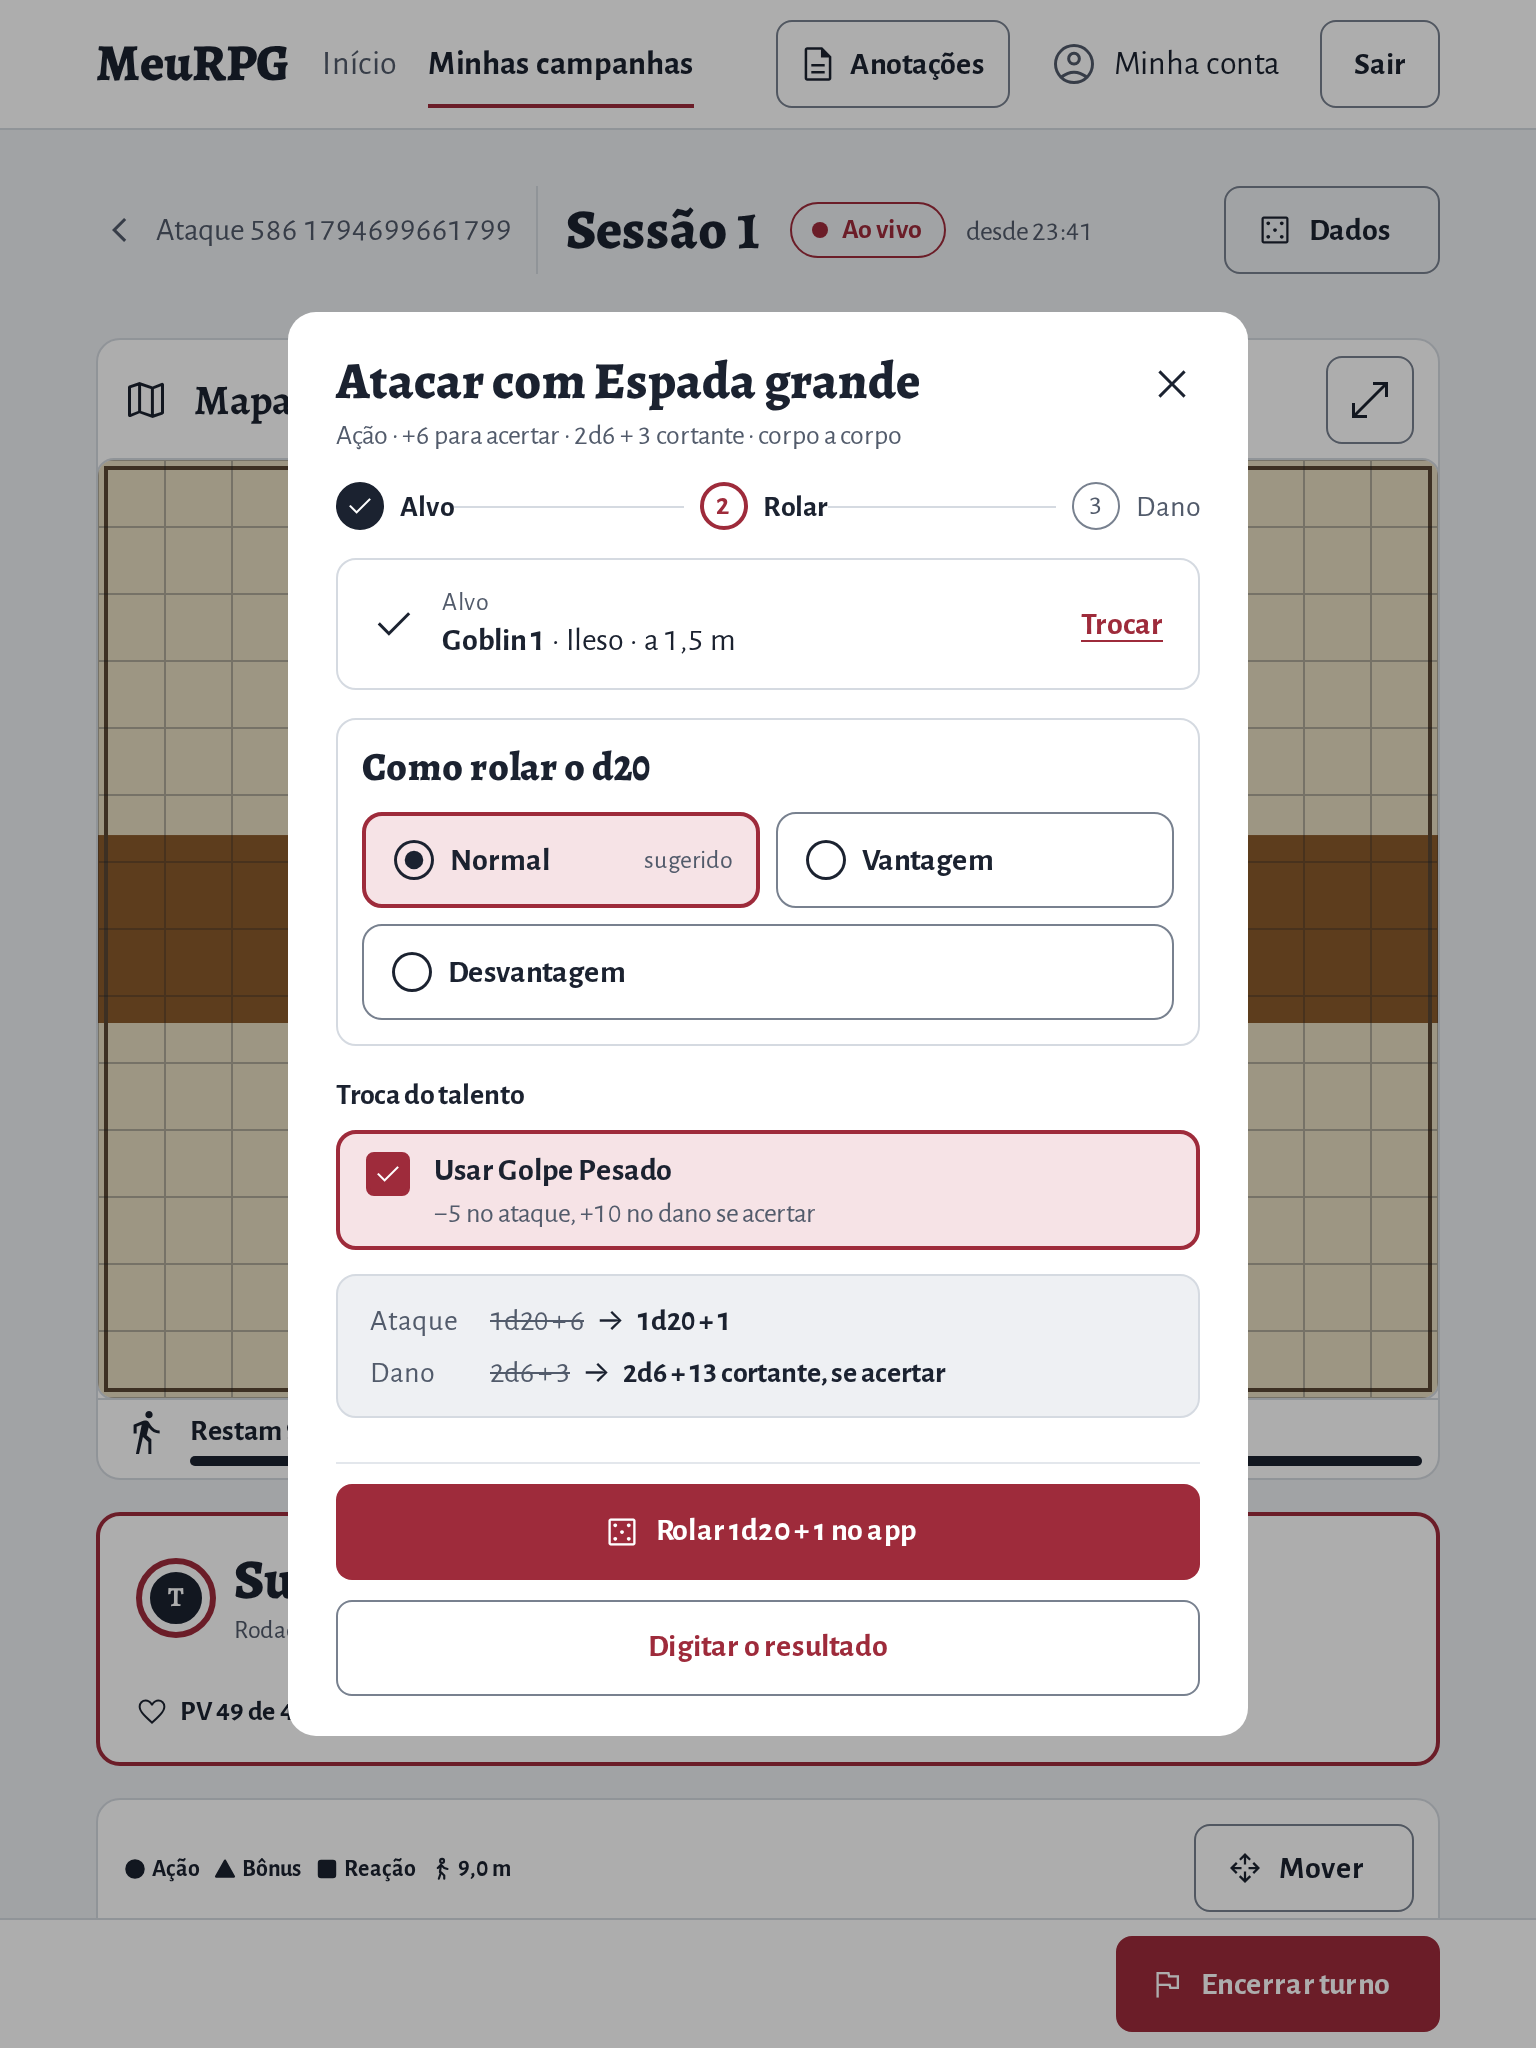 MeuRPG
Início
Minhas campanhas
Anotações
Minha conta
Sair
Ataque 586 1794699661799
Sessão 1
Ao vivo
desde 23:41
Dados
Mapa
Atacar com Espada grande
Ação · +6 para acertar · 2d6 + 3 cortante · corpo a corpo
Alvo
2 Rolar
3 Dano
Alvo
Goblin 1 · Ileso · a 1,5 m
Trocar
Como rolar o d20
Normal
sugerido
Vantagem
Desvantagem
Troca do talento
Usar Golpe Pesado
−5 no ataque, +10 no dano se acertar
Ataque 1d20 + 6 → 1d20 + 1
Dano 2d6 + 3 → 2d6 + 13 cortante, se acertar
Rolar 1d20 + 1 no app
Digitar o resultado
Restam
T
PV 49 de
Ação
Bônus
Reação
9,0 m
Mover
Encerrar turno